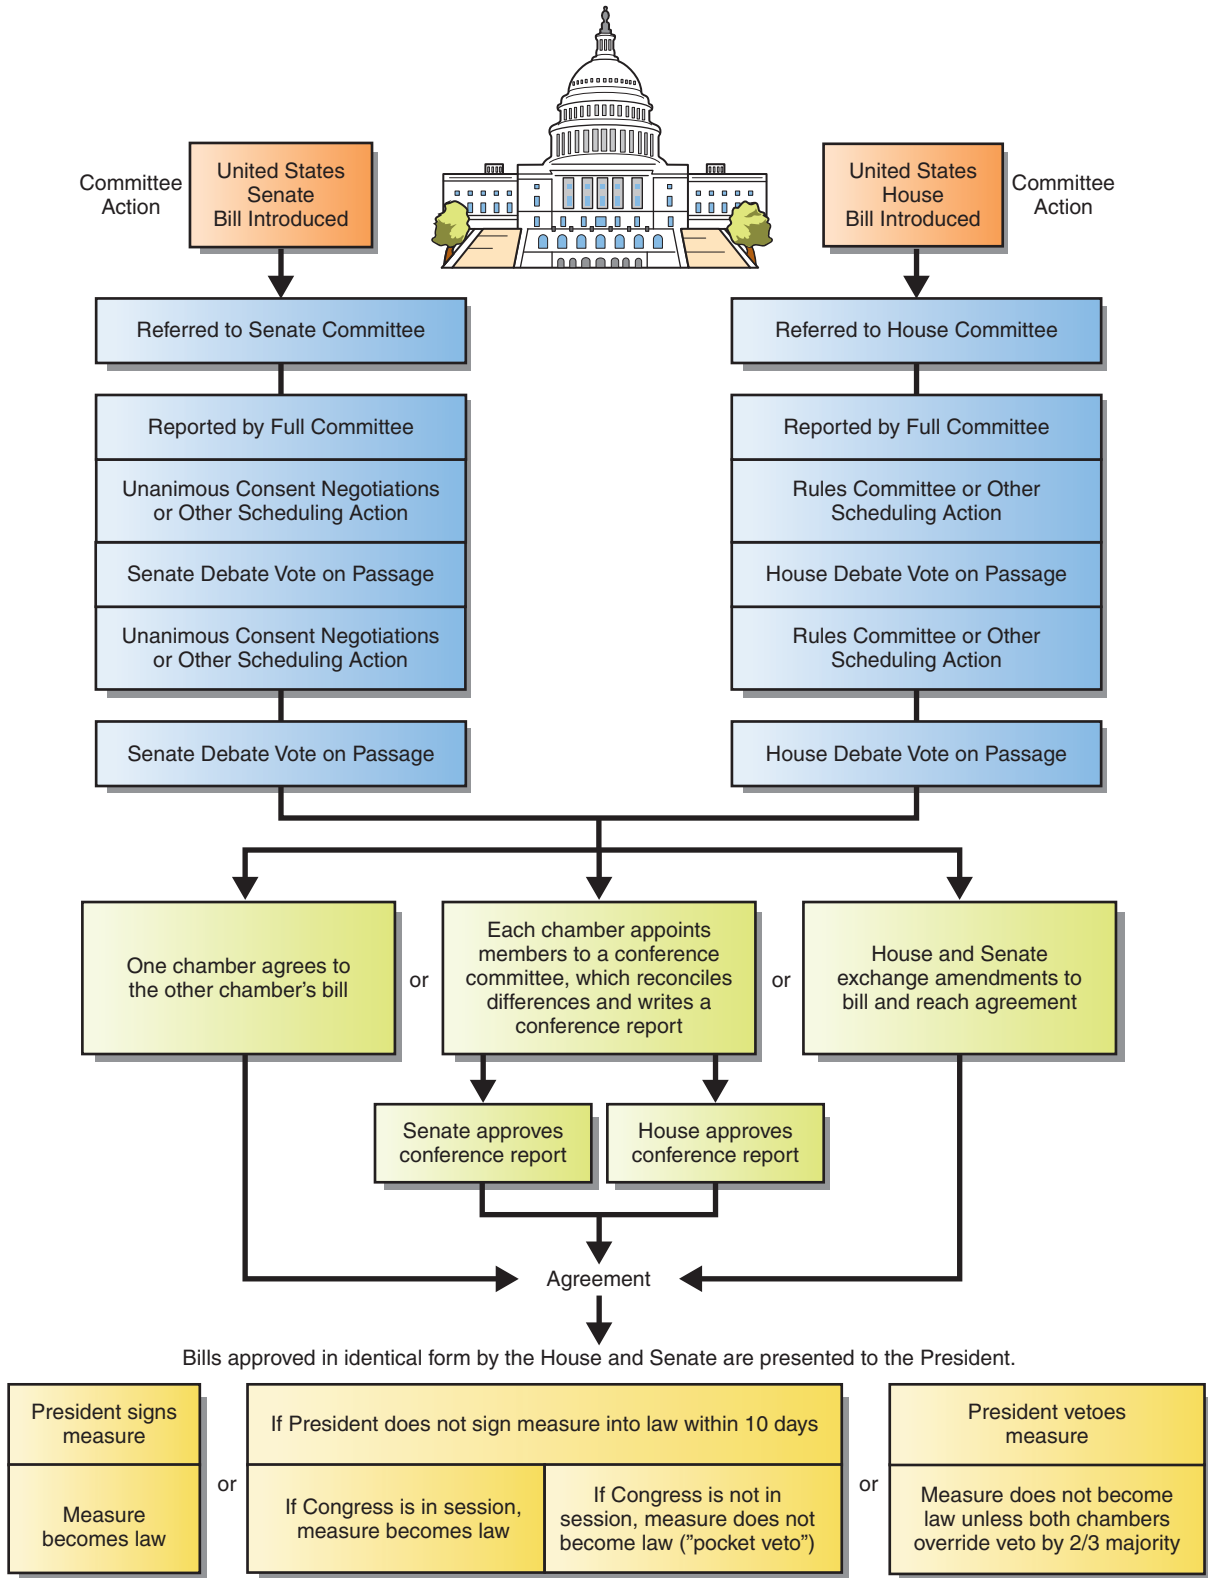 Committee
Action
United States
Senate
Bill Introduced
United States
House
Bill Introduced
Committee
Action
Referred to Senate Committee
Reported by Full Committee
Unanimous Consent Negotiations
or Other Scheduling Action
Senate Debate Vote on Passage
Unanimous Consent Negotiations
or Other Scheduling Action
Senate Debate Vote on Passage
Referred to House Committee
Reported by Full Committee
Rules Committee or Other
Scheduling Action
House Debate Vote on Passage
Rules Committee or Other
Scheduling Action
House Debate Vote on Passage
One chamber agrees to
the other chamber's bill
or
Each chamber appoints
members to a conference
committee, which reconciles
differences and writes a
conference report
or
House and Senate
exchange amendments to
bill and reach agreement
Senate approves
conference report
House approves
conference report
Agreement
Bills approved in identical form by the House and Senate are presented to the President.
President signs
measure
Measure
becomes law
or
If President does not sign measure into law within 10 days
If Congress is in session,
measure becomes law
If Congress is not in
session, measure does not
become law ("pocket veto")
or
President vetoes
measure
Measure does not become
law unless both chambers
override veto by 2/3 majority